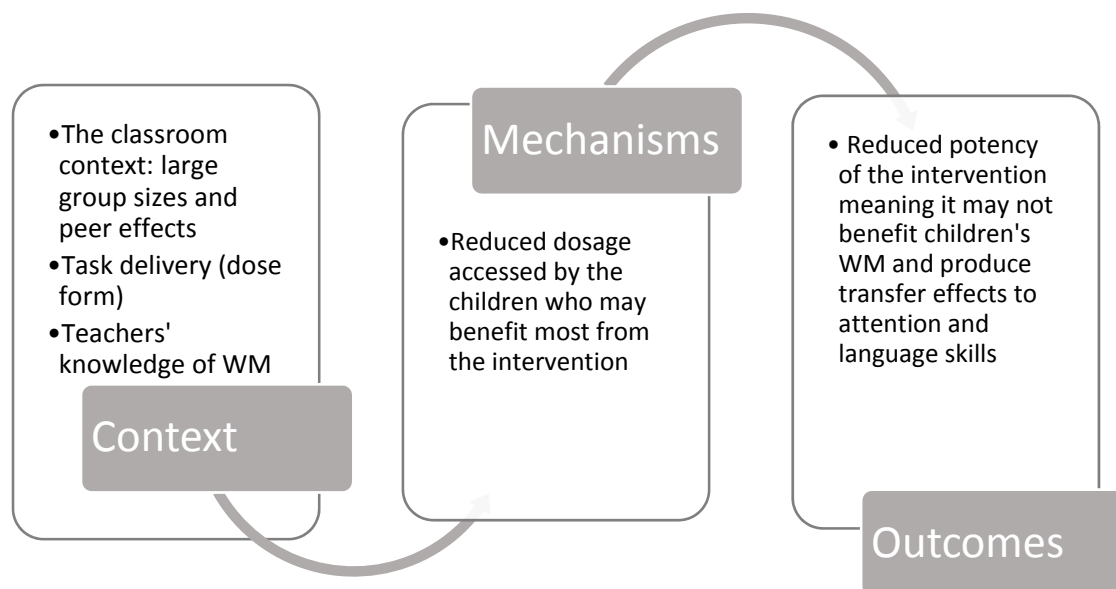 •The classroom
context: large
group sizes and
peer effects
•Task delivery (dose
form)
•Teachers'
knowledge of WM
Context
Mechanisms
•Reduced dosage
accessed by the
children who may
benefit most from
the intervention
• Reduced potency
of the intervention
meaning it may not
benefit children's
WM and produce
transfer effects to
attention and
language skills
Outcomes